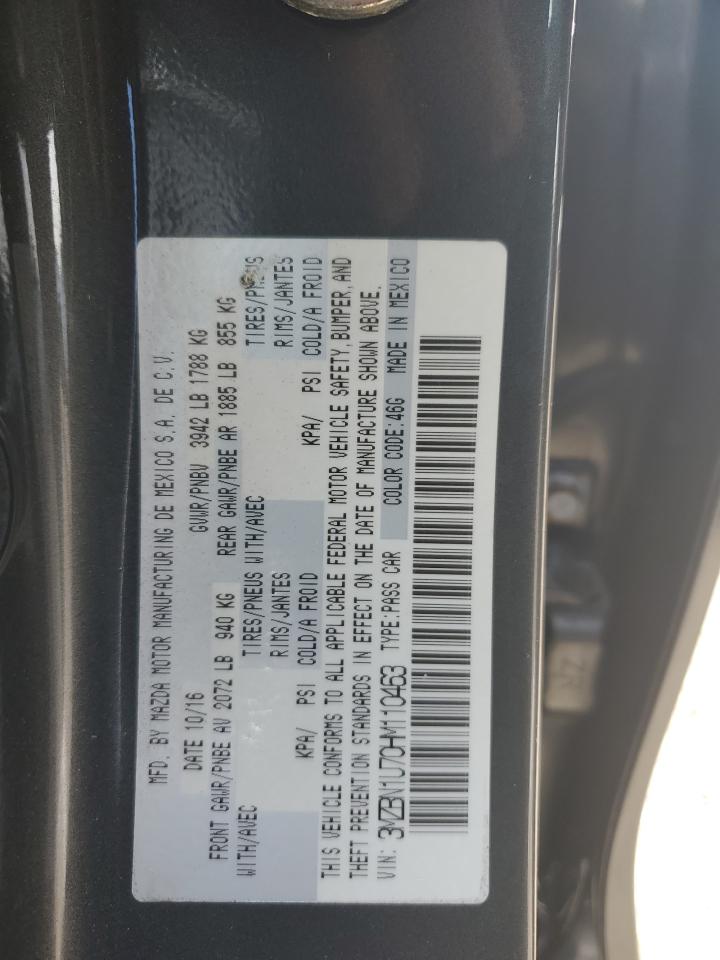 MFD. BY MAZDA MOTOR MANUFACTURING DE MEXICO S.A. DE C.V.
DATE 10/16 GVWR/PNBV 3942 LB 1788 KG
FRONT GAWR/PNBE AV 2072 LB 940 KG REAR GAWR/PNBE AR 1885 LB 855 KG
WITH/AVEC TIRES/PNEUS WITH/AVEC TIRES/PNEUS
RIMS/JANTES RIMS/JANTES
KPA/ PSI COLD/A FROID KPA/ PSI COLD/A FROID
THIS VEHICLE CONFORMS TO ALL APPLICABLE FEDERAL MOTOR VEHICLE SAFETY, BUMPER, AND
THEFT PREVENTION STANDARDS IN EFFECT ON THE DATE OF MANUFACTURE SHOWN ABOVE.
VIN: 3MZBN1U70HM110463 TYPE:PASS CAR COLOR CODE:46G MADE IN MEXICO